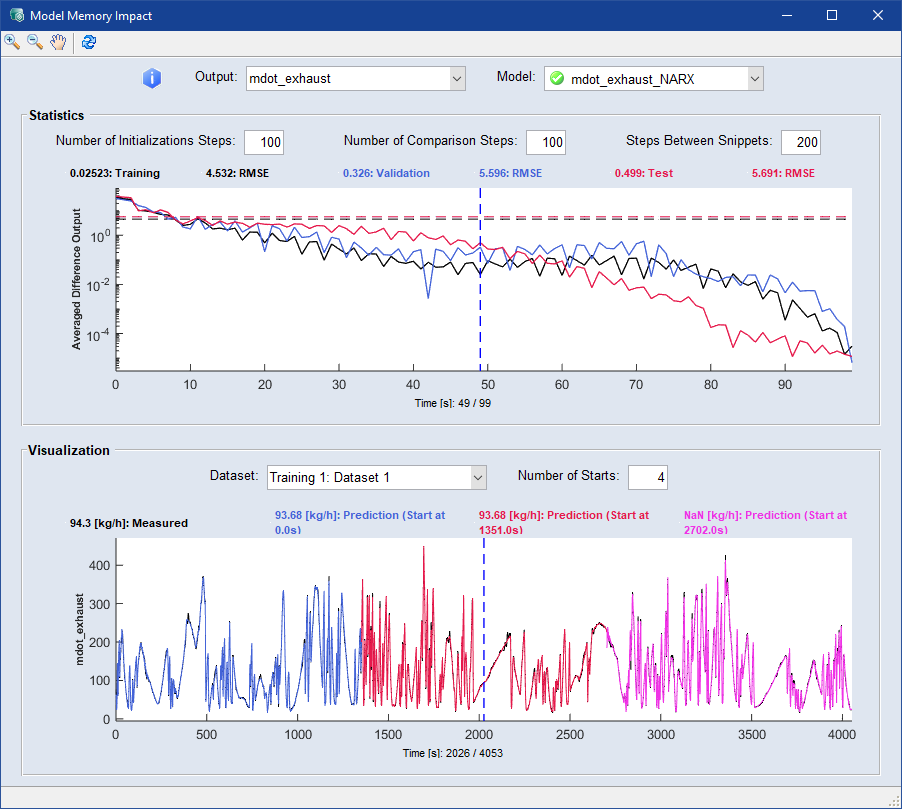 Model Memory Impact
Output: mdot_exhaust Model: mdot_exhaust_NARX
Statistics
Number of Initializations Steps: 100 Number of Comparison Steps: 100 Steps Between Snippets: 200
0.02523: Training 4.532: RMSE 0.326: Validation 5.596: RMSE 0.499: Test 5.691: RMSE
Averaged Difference Output
10^0
10^-2
10^-4
0 10 20 30 40 50 60 70 80 90
Time [s]: 49 / 99
Visualization
Dataset: Training 1: Dataset 1 Number of Starts: 4
94.3 [kg/h]: Measured
93.68 [kg/h]: Prediction (Start at
0.0s)
93.68 [kg/h]: Prediction (Start at
1351.0s)
NaN [kg/h]: Prediction (Start at
2702.0s)
mdot_exhaust
400
300
200
100
0
0 500 1000 1500 2000 2500 3000 3500 4000
Time [s]: 2026 / 4053